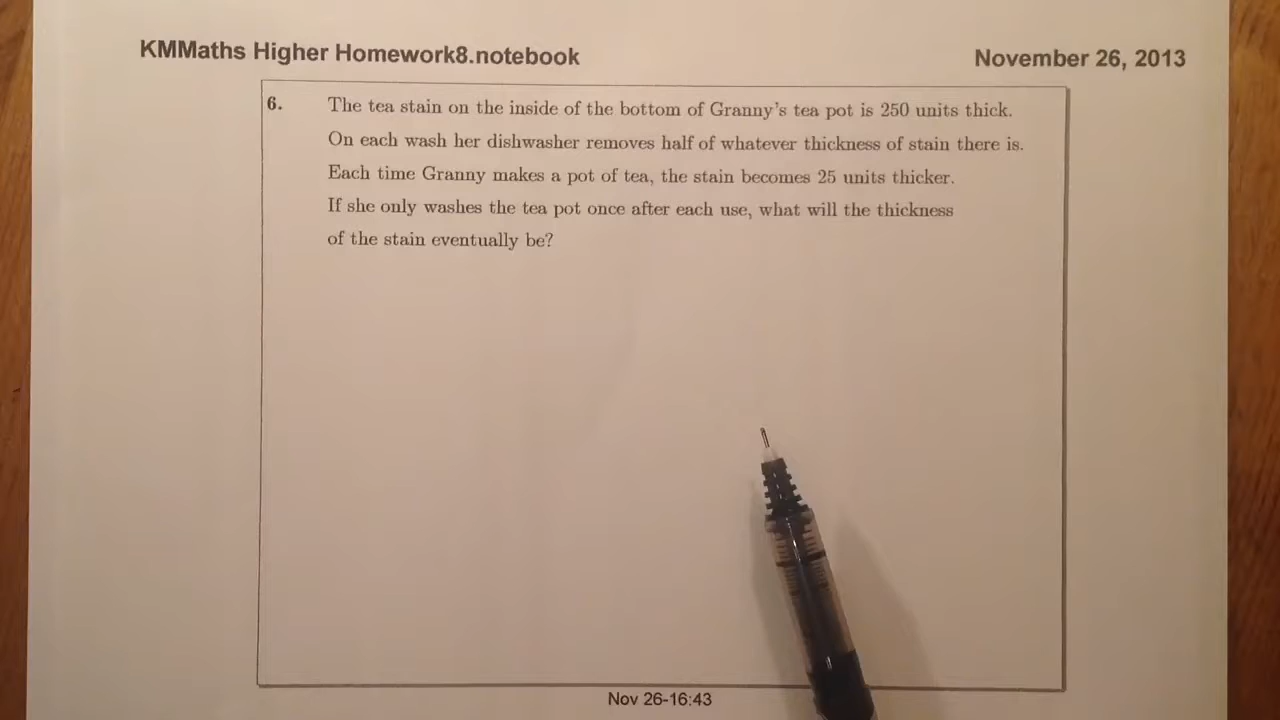 KMMaths Higher Homework8.notebook
November 26, 2013
6. The tea stain on the inside of the bottom of Granny's tea pot is 250 units thick.
On each wash her dishwasher removes half of whatever thickness of stain there is.
Each time Granny makes a pot of tea, the stain becomes 25 units thicker.
If she only washes the tea pot once after each use, what will the thickness
of the stain eventually be?
Nov 26-16:43